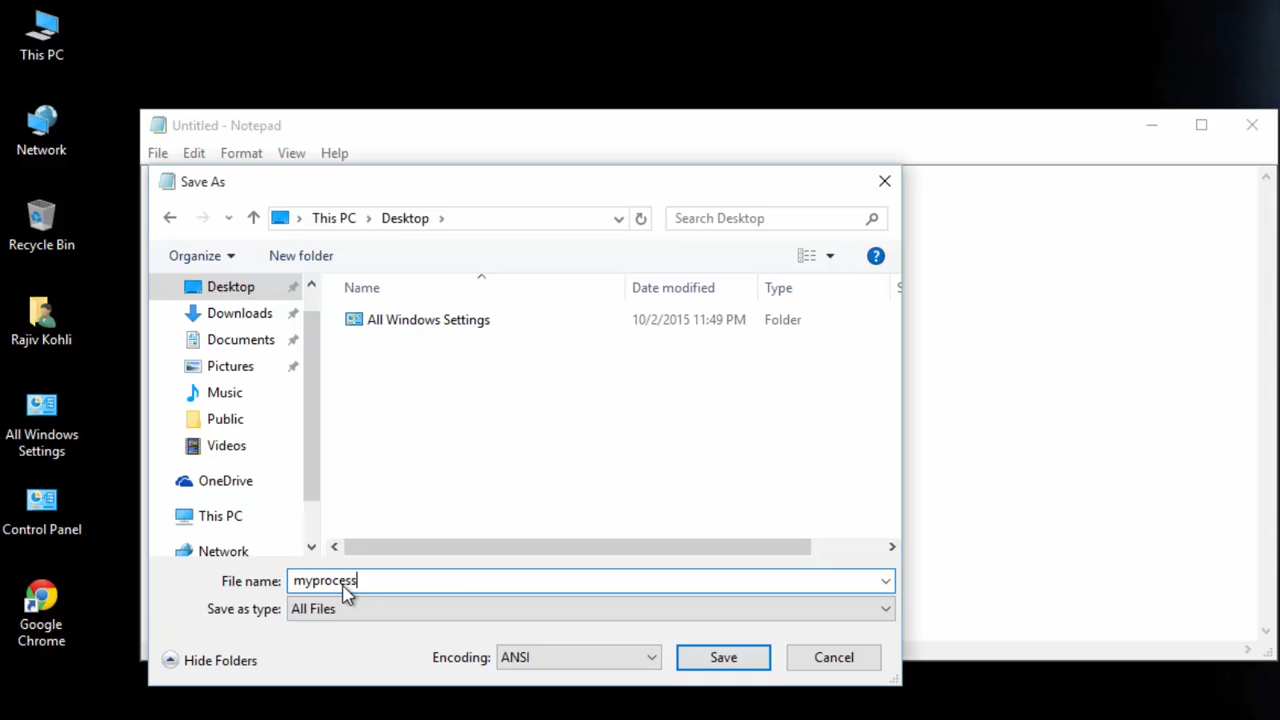 This PC
Network
Recycle Bin
Rajiv Kohli
All Windows
Settings
Control Panel
Google
Chrome
Untitled - Notepad
File Edit Format View Help
Save As
This PC Desktop
Search Desktop
Organize New folder
Desktop
Downloads
Documents
Pictures
Music
Public
Videos
OneDrive
This PC
Network
Name Date modified Type
All Windows Settings 10/2/2015 11:49 PM Folder
File name: myprocess
Save as type: All Files
Hide Folders
Encoding: ANSI
Save
Cancel